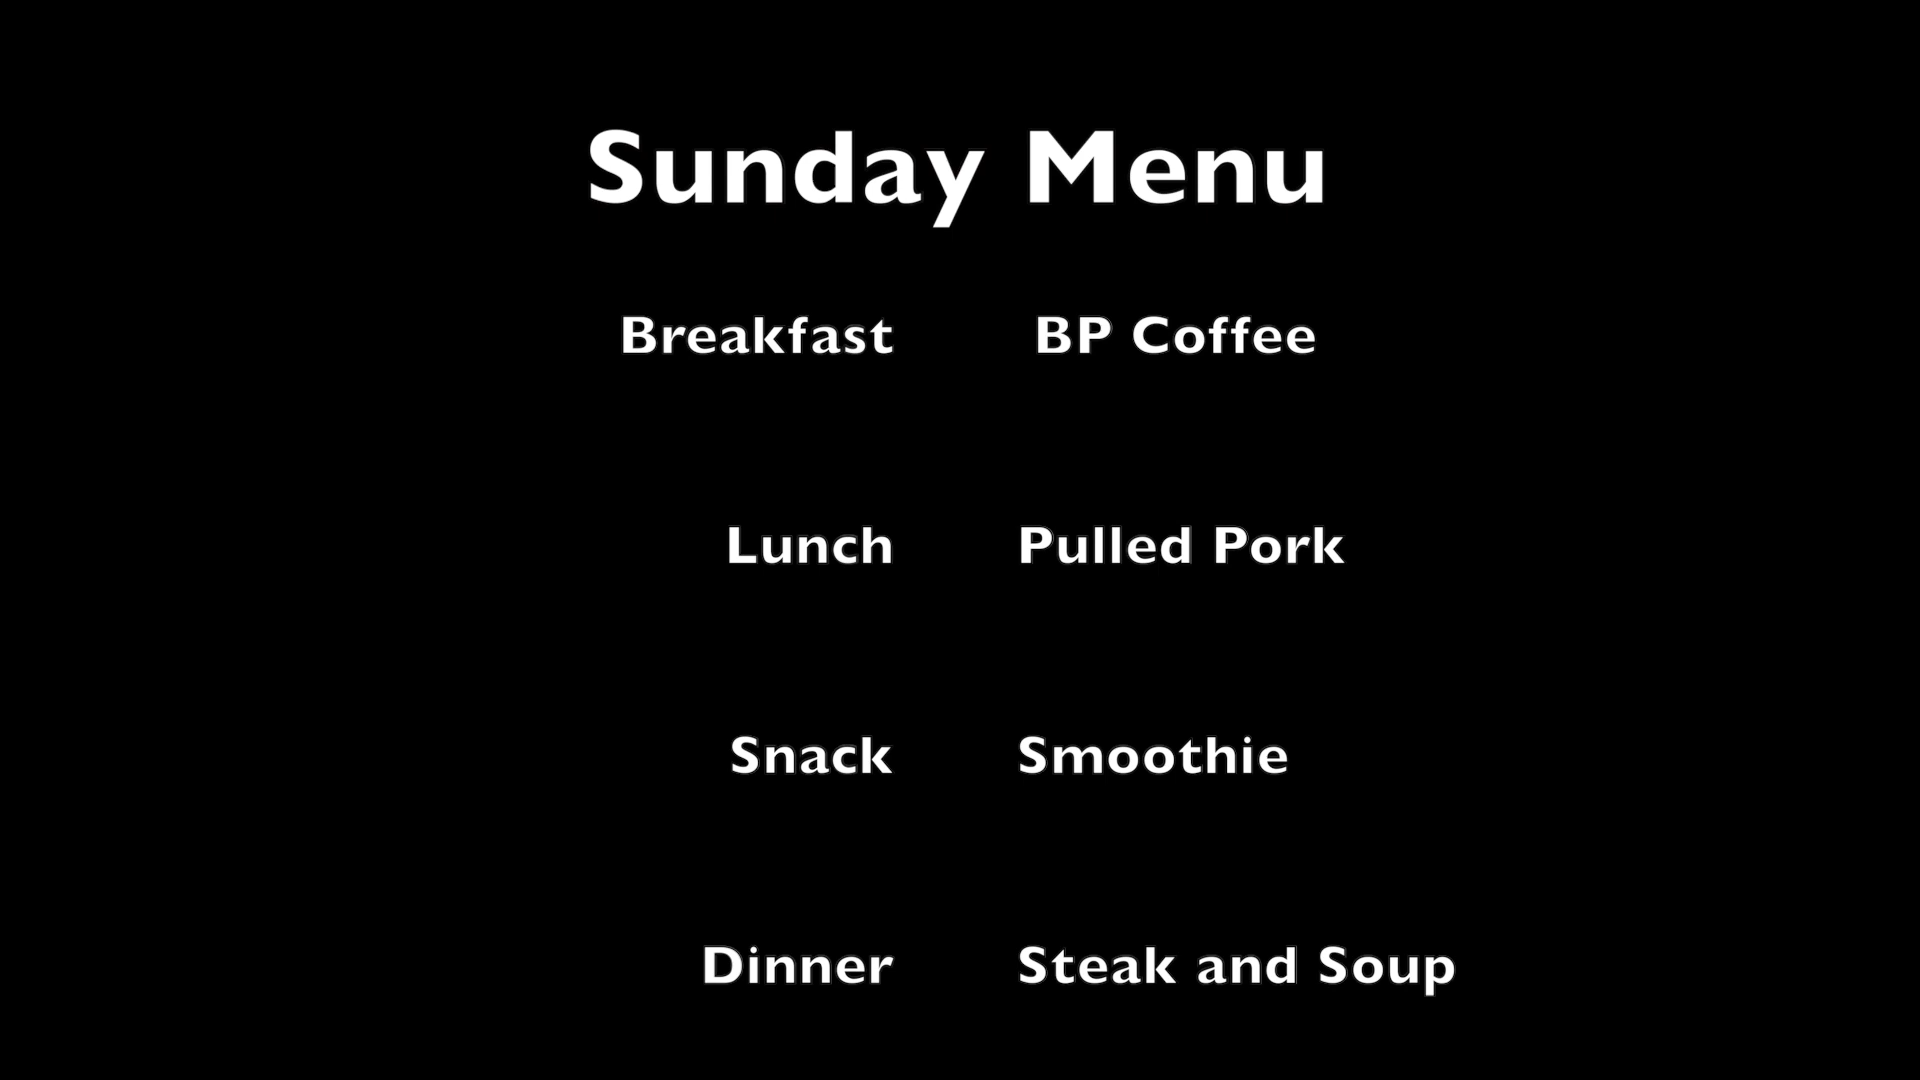 Sunday Menu
Breakfast BP Coffee
Lunch Pulled Pork
Snack Smoothie
Dinner Steak and Soup